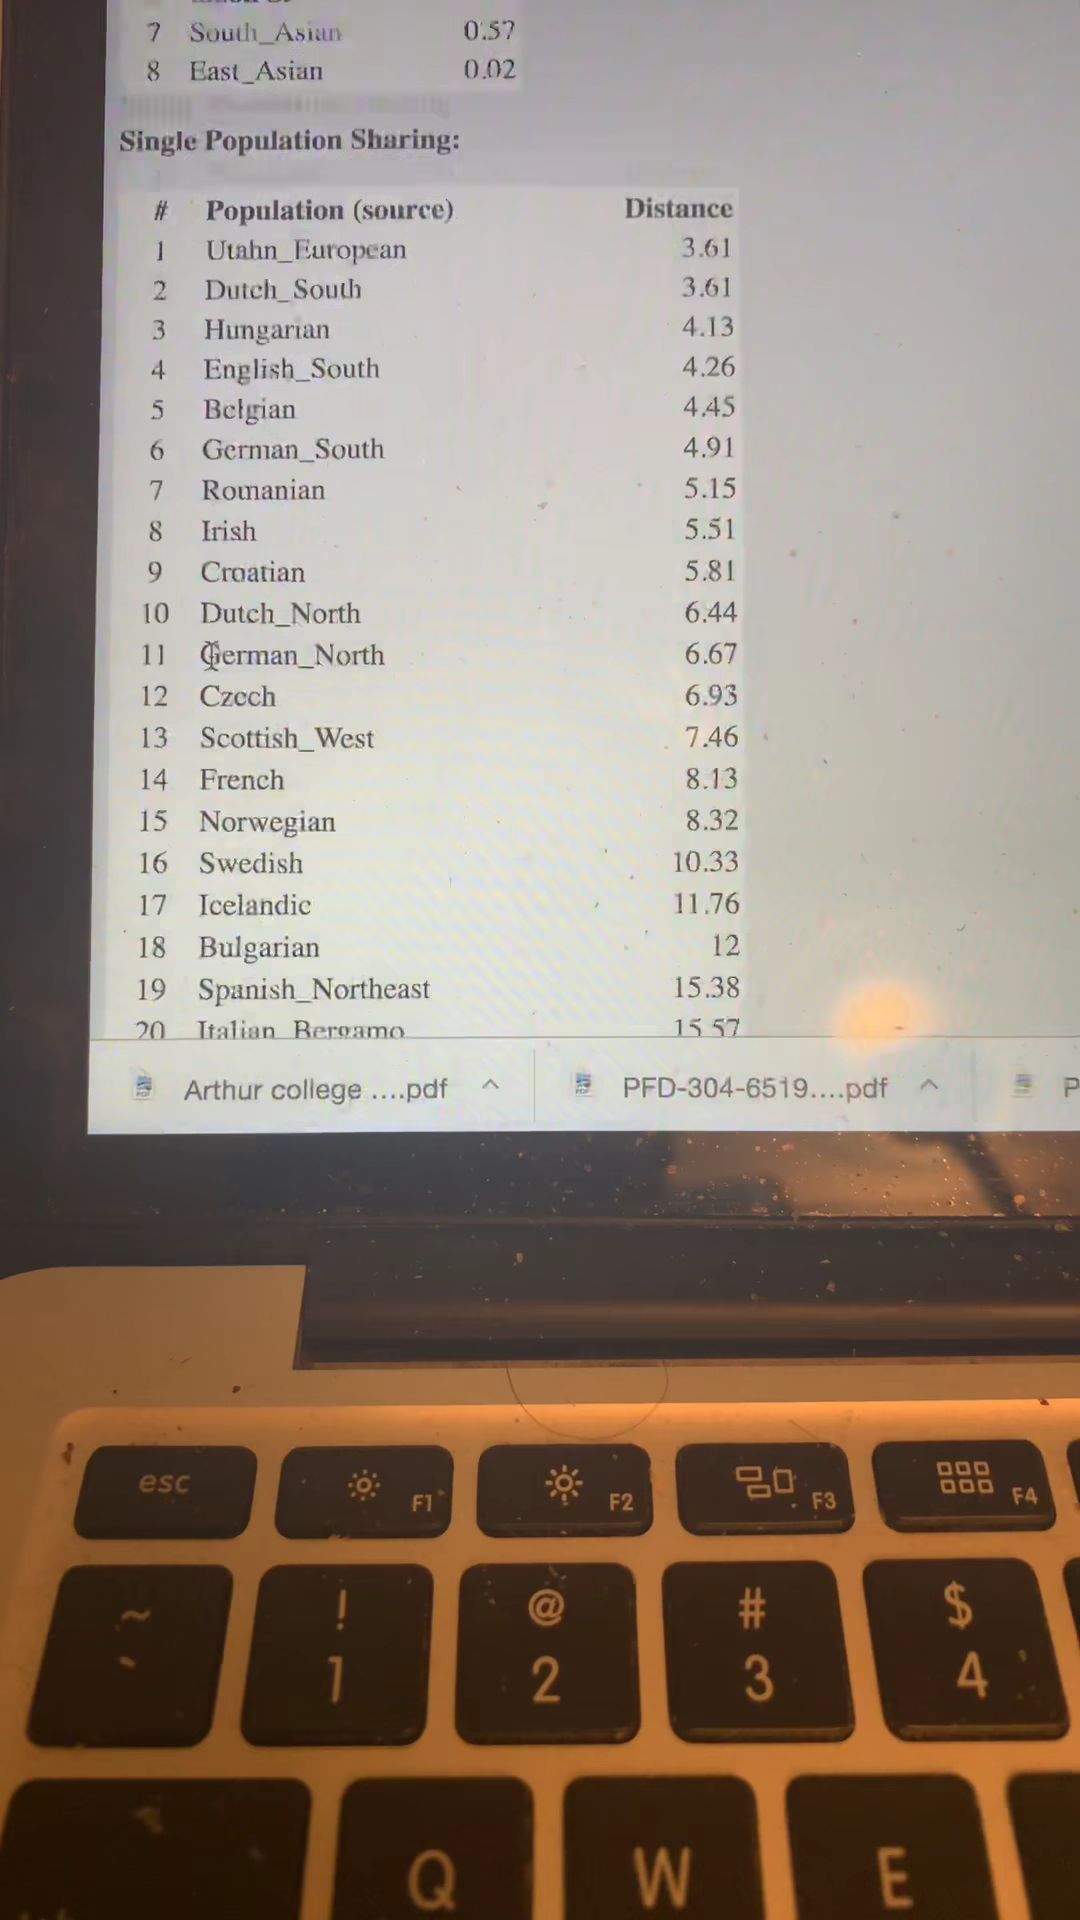 7 South_Asian 0.57
8 East_Asian 0.02
Single Population Sharing:
# Population (source) Distance
1 Utahn_European 3.61
2 Dutch_South 3.61
3 Hungarian 4.13
4 English_South 4.26
5 Belgian 4.45
6 German_South 4.91
7 Romanian 5.15
8 Irish 5.51
9 Croatian 5.81
10 Dutch_North 6.44
11 German_North 6.67
12 Czech 6.93
13 Scottish_West 7.46
14 French 8.13
15 Norwegian 8.32
16 Swedish 10.33
17 Icelandic 11.76
18 Bulgarian 12
19 Spanish_Northeast 15.38
20 Italian_Bergamo 15.57
Arthur college ....pdf PFD-304-6519....pdf P
esc F1 F2 F3 F4
~ ! @ # $
` 1 2 3 4
Q W E